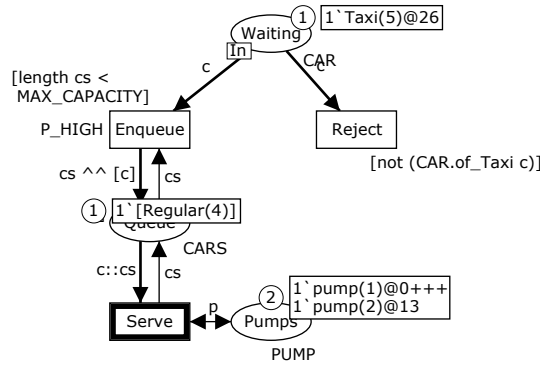 1
1`Taxi(5)@26
Waiting
In
c
CAR
c
[length cs <
MAX_CAPACITY]
P_HIGH
Enqueue
Reject
[not (CAR.of_Taxi c)]
cs ^^ [c]
cs
1
1`[Regular(4)]
Queue
CARS
c::cs
cs
2
1`pump(1)@0+++
1`pump(2)@13
Serve
p
Pumps
PUMP